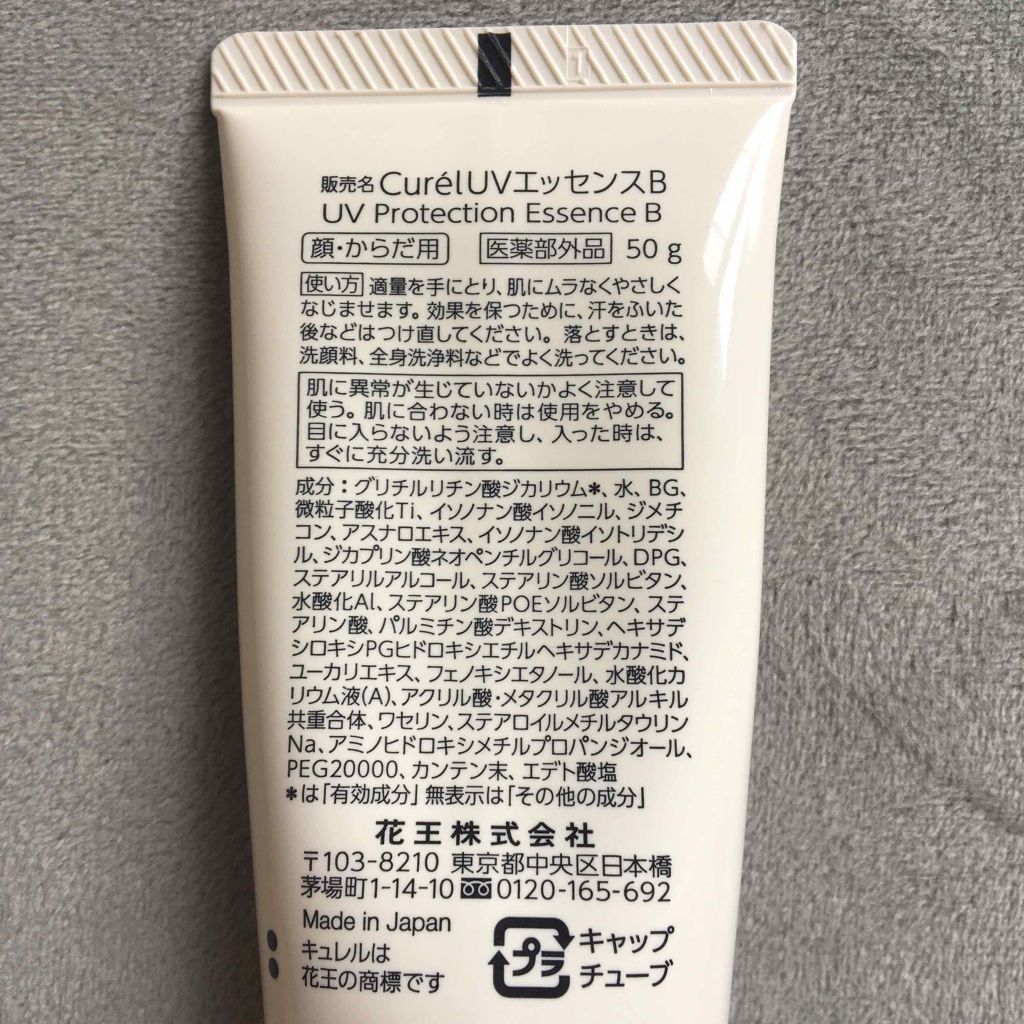 1
販売名 CurélUVエッセンスB
UV Protection Essence B
顔・からだ用 医薬部外品 50 g
使い方 適量を手にとり、肌にムラなくやさしく
なじませます。効果を保つために、汗をふいた
後などはつけ直してください。落とすときは、
洗顔料、全身洗浄料などでよく洗ってください。
肌に異常が生じていないかよく注意して
使う。肌に合わない時は使用をやめる。
目に入らないよう注意し、入った時は、
すぐに充分洗い流す。
成分：グリチルリチン酸ジカリウム*、水、BG、
微粒子酸化Ti、イソノナン酸イソノニル、ジメチ
コン、アスナロエキス、イソノナン酸イソトリデシ
ル、ジカプリン酸ネオペンチルグリコール、DPG、
ステアリルアルコール、ステアリン酸ソルビタン、
水酸化Al、ステアリン酸POEソルビタン、ステ
アリン酸、パルミチン酸デキストリン、ヘキサデ
シロキシPGヒドロキシエチルヘキサデカナミド、
ユーカリエキス、フェノキシエタノール、水酸化カ
リウム液(A)、アクリル酸・メタクリル酸アルキル
共重合体、ワセリン、ステアロイルメチルタウリン
Na、アミノヒドロキシメチルプロパンジオール、
PEG20000、カンテン末、エデト酸塩
*は「有効成分」無表示は「その他の成分」
花王株式会社
〒103-8210 東京都中央区日本橋
茅場町1-14-10 0120-165-692
Made in Japan
キュレルは
花王の商標です
プラ
キャップ
チューブ